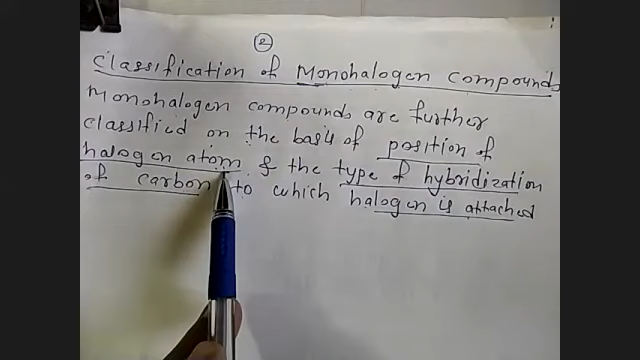 ②
Classification of Monohalogen Compounds
Monohalogen compounds are further
classified on the basis of position of
halogen atom & the type of hybridization
of carbon to which halogen is attached